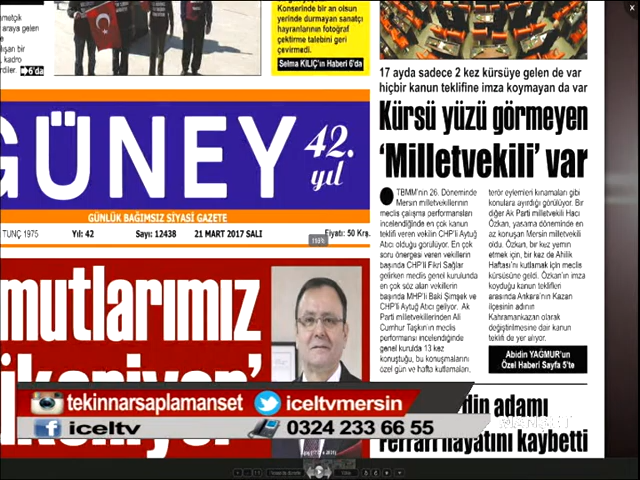 metçik
araya gelen
ışan bir
, kadro
rdiler.
6'da
Konserinde bir an olsun
yerinde durmayan sanatçı
hayranlarının fotoğraf
çektirme talebini geri
çevirmedi.
Selma KILIÇ'ın Haberi 6'da
GÜNEY
42.
yıl
GÜNLÜK BAĞIMSIZ SİYASİ GAZETE
TUNÇ 1975 Yıl: 42 Sayı: 12438 21 MART 2017 SALI Fiyatı: 50 Krş.
mutlarımız
17 ayda sadece 2 kez kürsüye gelen de var
hiçbir kanun teklifine imza koymayan da var
Kürsü yüzü görmeyen
'Milletvekili' var
TBMM'nin 26. Döneminde
Mersin milletvekillerinin
meclis çalışma performansları
incelendiğinde en çok kanun
teklifi veren vekilin CHP'li Aytuğ
Atıcı olduğu görülüyor. En çok
soru önergesi veren vekillerin
başında CHP'li Fikri Sağlar
gelirken meclis genel kurulunda
en çok söz alan vekillerin
başında MHP'li Baki Şimşek ve
CHP'li Aytuğ Atıcı geliyor. Ak
Parti milletvekillerinden Ali
Cumhur Taşkın'ın meclis
performansı incelendiğinde
genel kurulda 13 kez
konuştuğu, bu konuşmaların
özel gün ve hafta kutlamaları,
terör eylemleri kınamaları gibi
konulara ayırdığı görülüyor. Bir
diğer Ak Parti milletvekili Hacı
Özkan, yasama döneminde en
az konuşan Mersin milletvekili
oldu. Özkan, bir kez yemin
etmek için, bir kez de Ahilik
Haftası'nı kutlamak için meclis
kürsüsüne geldi. Özkan'ın imza
koyduğu kanun teklifleri
arasında Ankara'nın Kazan
ilçesinin adının
Kahramankazan olarak
değiştirilmesine dair kanun
teklifi de yer alıyor.
Abidin YAĞMUR'un
Özel Haberi Sayfa 5'te
din adamı
Ferrari hayatını kaybetti
tekinnarsaplamanset iceltvmersin
iceltv 0324 233 66 55